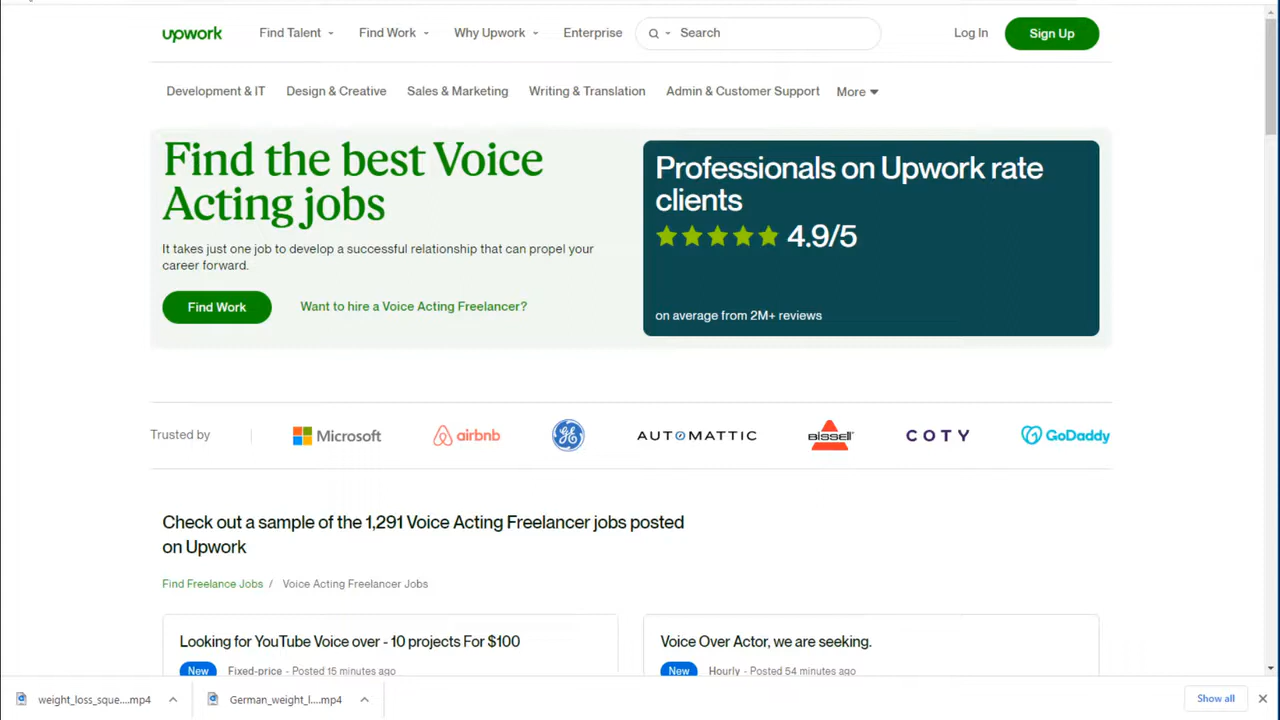 upwork Find Talent Find Work Why Upwork Enterprise Search Log In Sign Up
Development & IT Design & Creative Sales & Marketing Writing & Translation Admin & Customer Support More
Find the best Voice
Acting jobs
It takes just one job to develop a successful relationship that can propel your
career forward.
Find Work Want to hire a Voice Acting Freelancer?
Professionals on Upwork rate
clients
4.9/5
on average from 2M+ reviews
Trusted by Microsoft airbnb GE AUTOMATTIC BISSELL COTY GoDaddy
Check out a sample of the 1,291 Voice Acting Freelancer jobs posted
on Upwork
Find Freelance Jobs / Voice Acting Freelancer Jobs
Looking for YouTube Voice over - 10 projects For $100
New Fixed-price - Posted 15 minutes ago
Voice Over Actor, we are seeking.
New Hourly - Posted 54 minutes ago
weight_loss_sque....mp4 German_weight_l....mp4 Show all